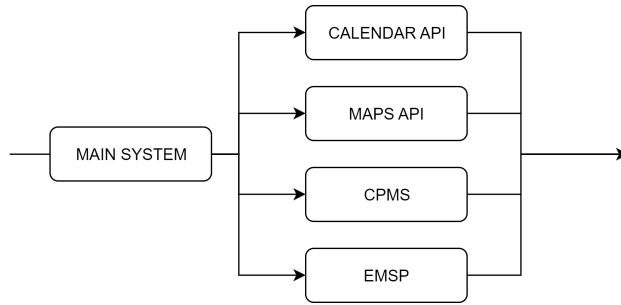 CALENDAR API
MAPS API
MAIN SYSTEM
CPMS
EMSP